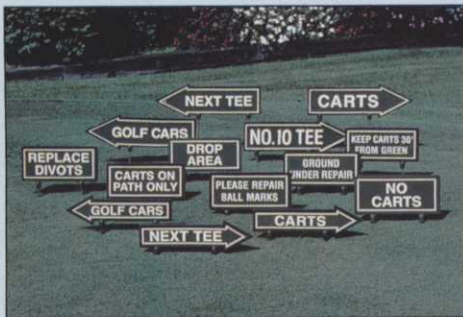 NEXT TEE
CARTS
GOLF CARS
NO. 10 TEE
KEEP CARTS 30'
FROM GREEN
DROP
AREA
REPLACE
DIVOTS
GROUND
UNDER REPAIR
CARTS ON
PATH ONLY
PLEASE REPAIR
BALL MARKS
NO
CARTS
GOLF CARS
CARTS
NEXT TEE